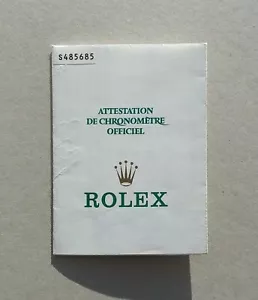 S485685
ATTESTATION
DE CHRONOMÈTRE
OFFICIEL
ROLEX